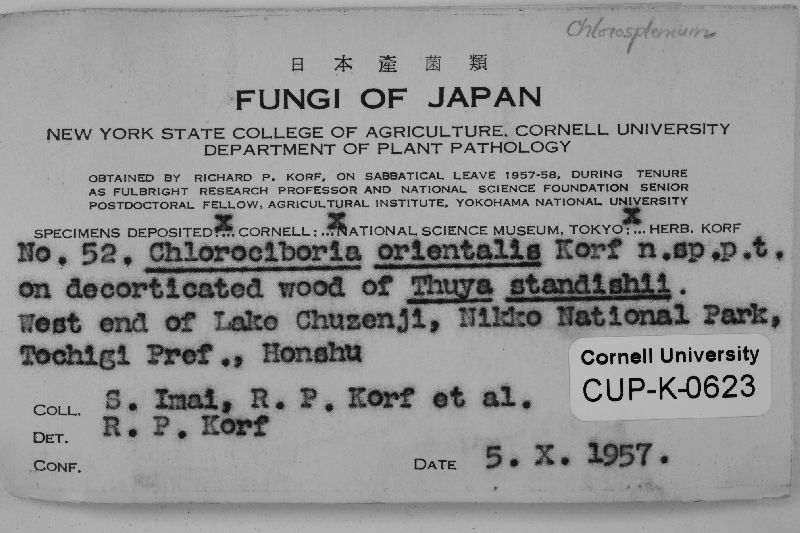 Chlorosplenium
日本產菌類
FUNGI OF JAPAN
NEW YORK STATE COLLEGE OF AGRICULTURE, CORNELL UNIVERSITY
DEPARTMENT OF PLANT PATHOLOGY
OBTAINED BY RICHARD P. KORF, ON SABBATICAL LEAVE 1957-58, DURING TENURE
AS FULBRIGHT RESEARCH PROFESSOR AND NATIONAL SCIENCE FOUNDATION SENIOR
POSTDOCTORAL FELLOW, AGRICULTURAL INSTITUTE, YOKOHAMA NATIONAL UNIVERSITY
X X X
SPECIMENS DEPOSITED:... CORNELL; ...NATIONAL SCIENCE MUSEUM, TOKYO; ... HERB. KORF
No. 52. Chlorociboria orientalis Korf n.sp.p.t.
on decorticated wood of Thuya standishii.
West end of Lake Chuzenji, Nikko National Park,
Tochigi Pref., Honshu
Cornell University
CUP-K-0623
COLL. S. Imai, R. P. Korf et al.
DET. R. P. Korf
CONF. DATE 5. X. 1957.